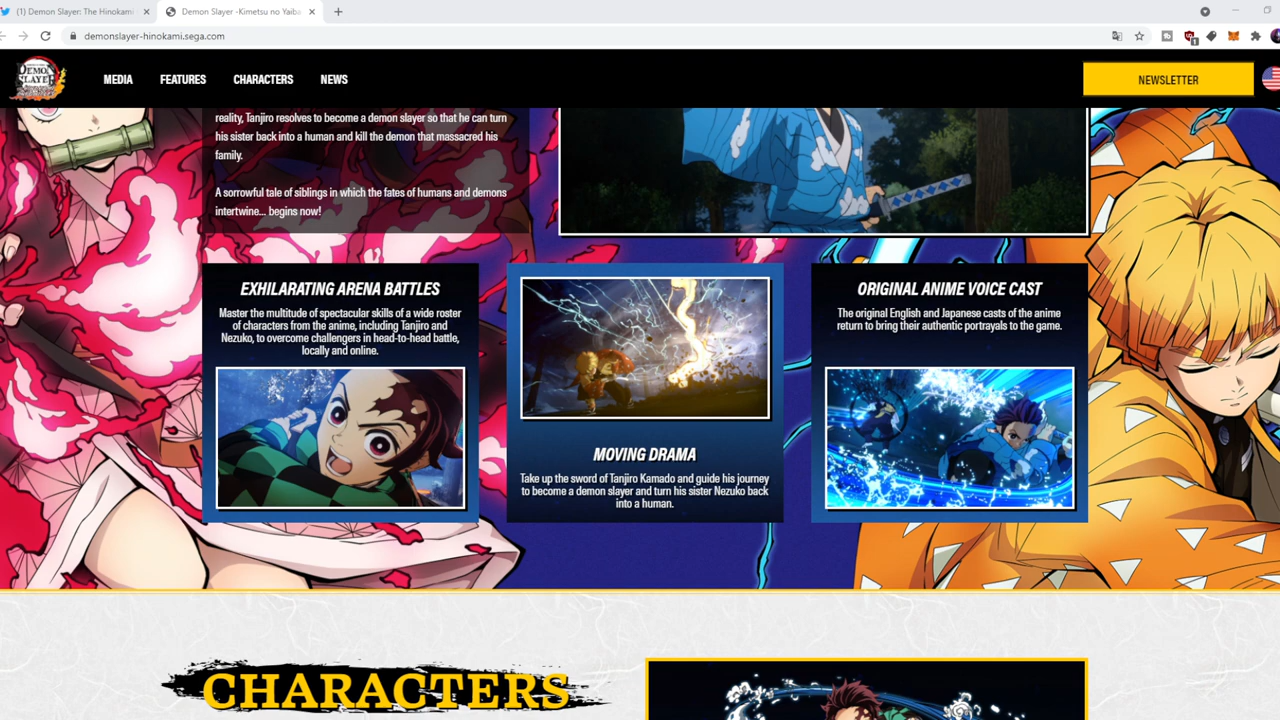 (1) Demon Slayer: The Hinokami
Demon Slayer -Kimetsu no Yaiba
demonslayer-hinokami.sega.com
DEMON
SLAYER
MEDIA
FEATURES
CHARACTERS
NEWS
NEWSLETTER
reality, Tanjiro resolves to become a demon slayer so that he can turn
his sister back into a human and kill the demon that massacred his
family.
A sorrowful tale of siblings in which the fates of humans and demons
intertwine... begins now!
EXHILARATING ARENA BATTLES
Master the multitude of spectacular skills of a wide roster
of characters from the anime, including Tanjiro and
Nezuko, to overcome challengers in head-to-head battle,
locally and online.
MOVING DRAMA
Take up the sword of Tanjiro Kamado and guide his journey
to become a demon slayer and turn his sister Nezuko back
into a human.
ORIGINAL ANIME VOICE CAST
The original English and Japanese casts of the anime
return to bring their authentic portrayals to the game.
CHARACTERS